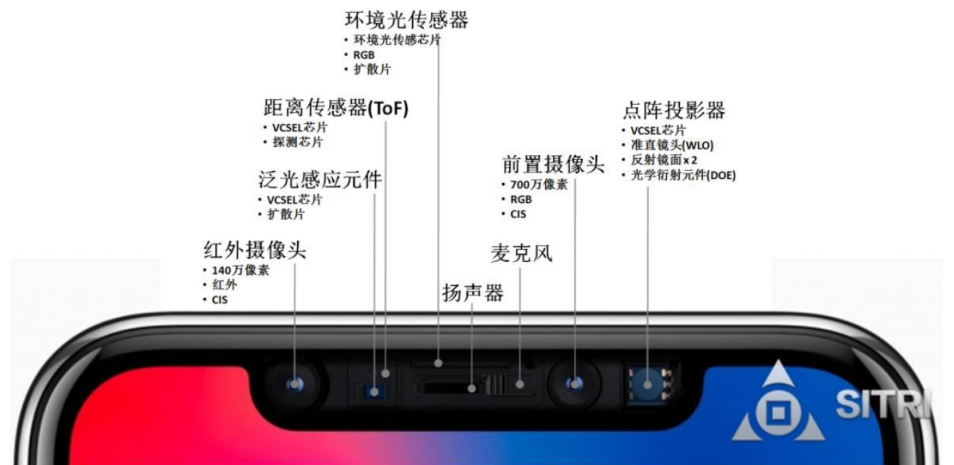 环境光传感器
• 环境光传感芯片
• RGB
• 扩散片
距离传感器(ToF)
• VCSEL芯片
• 探测芯片
点阵投影器
• VCSEL芯片
• 准直镜头(WLO)
• 反射镜面x 2
• 光学衍射元件(DOE)
前置摄像头
• 700万像素
• RGB
• CIS
泛光感应元件
• VCSEL芯片
• 扩散片
红外摄像头
• 140万像素
• 红外
• CIS
麦克风
扬声器
SITRI